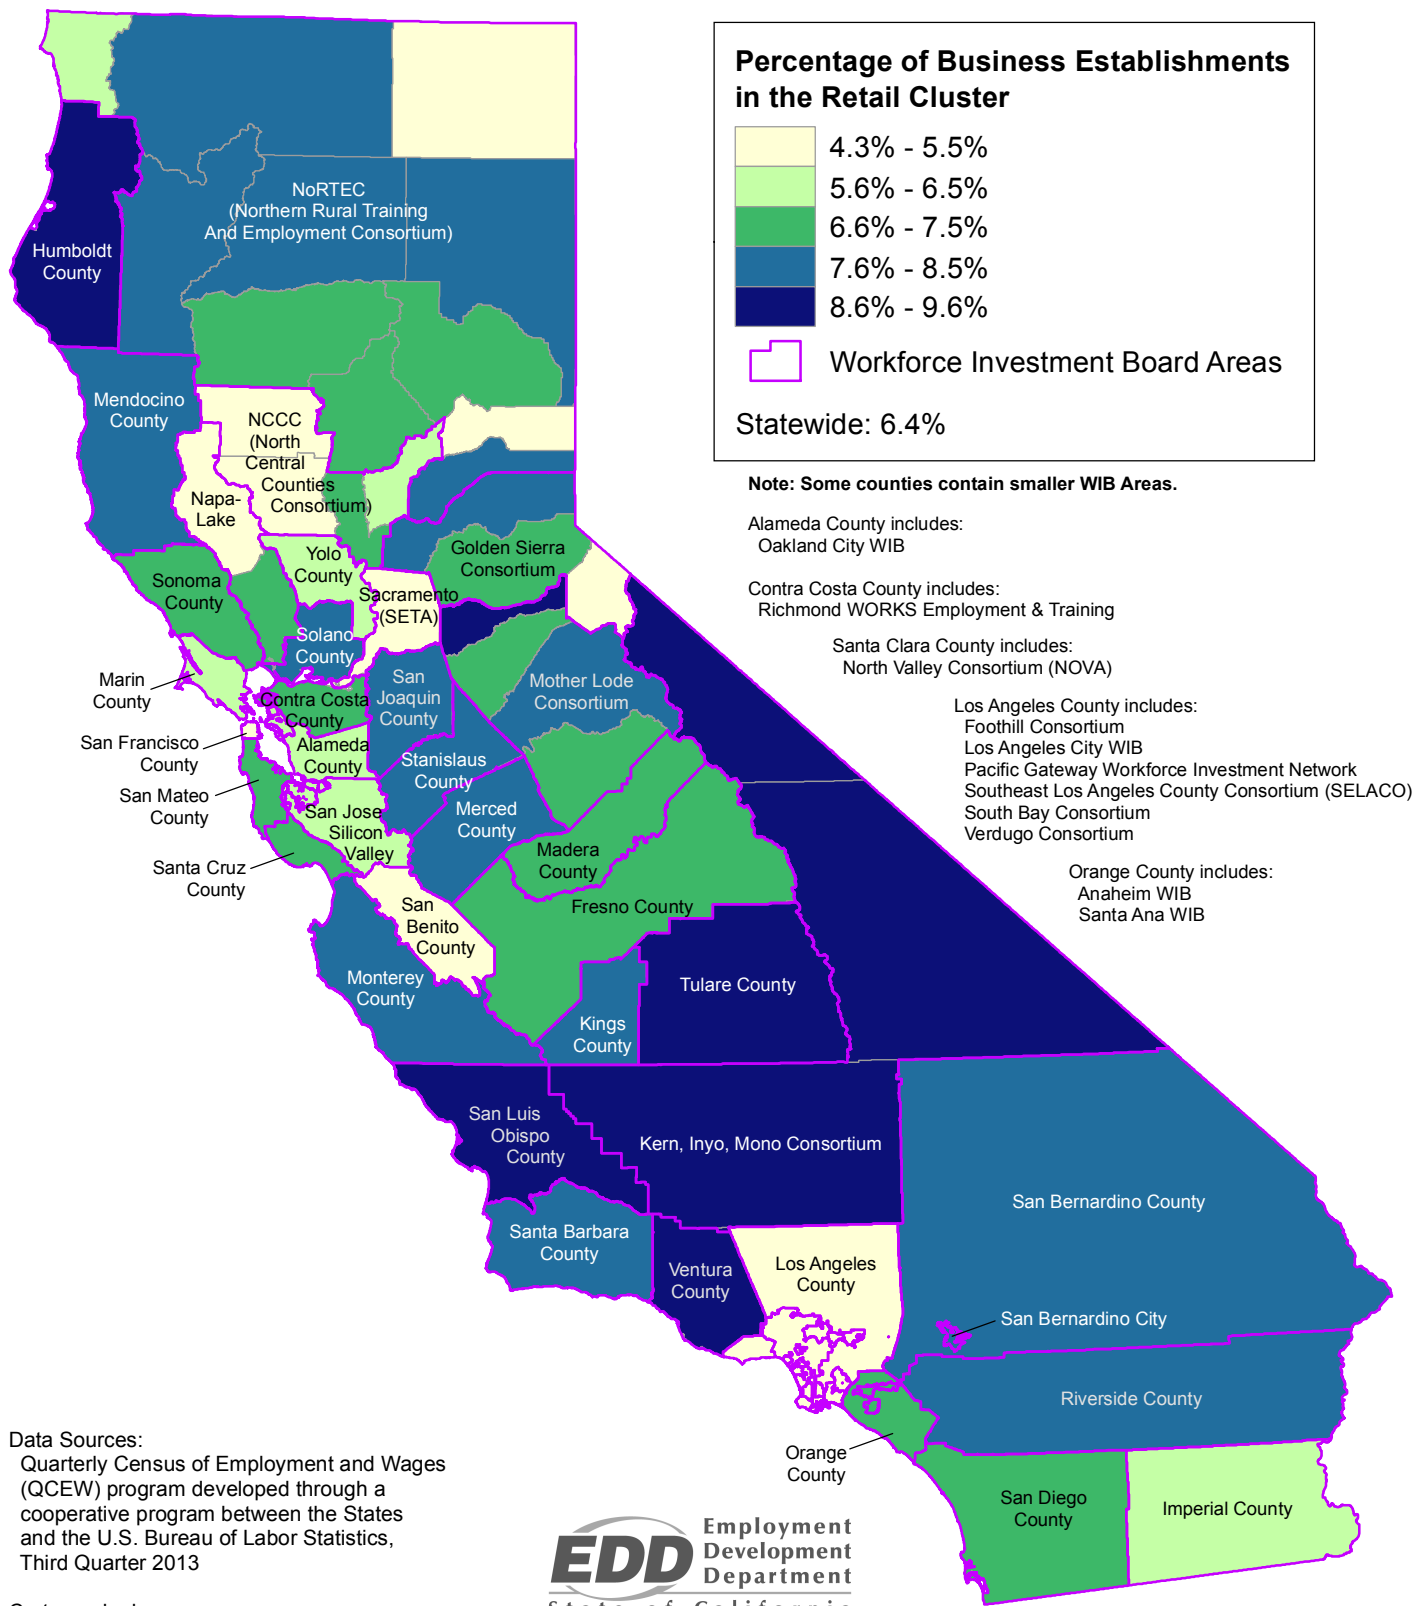 Percentage of Business Establishments
in the Retail Cluster
4.3% - 5.5%
5.6% - 6.5%
6.6% - 7.5%
7.6% - 8.5%
8.6% - 9.6%
Workforce Investment Board Areas
Statewide: 6.4%
Note: Some counties contain smaller WIB Areas.
Alameda County includes:
Oakland City WIB
Contra Costa County includes:
Richmond WORKS Employment & Training
Santa Clara County includes:
North Valley Consortium (NOVA)
Los Angeles County includes:
Foothill Consortium
Los Angeles City WIB
Pacific Gateway Workforce Investment Network
Southeast Los Angeles County Consortium (SELACO)
South Bay Consortium
Verdugo Consortium
Orange County includes:
Anaheim WIB
Santa Ana WIB
NoRTEC
(Northern Rural Training
And Employment Consortium)
Humboldt
County
Mendocino
County
NCCC
(North
Central
Counties
Consortium)
Napa-
Lake
Yolo
County
Golden Sierra
Consortium
Sonoma
County
Sacramento
(SETA)
Solano
County
Marin
County
Contra Costa
County
San
Joaquin
County
Mother Lode
Consortium
San Francisco
County
Alameda
County
Stanislaus
County
San Mateo
County
San Jose
Silicon
Valley
Merced
County
Santa Cruz
County
Madera
County
San
Benito
County
Fresno County
Monterey
County
Tulare County
Kings
County
San Luis
Obispo
County
Kern, Inyo, Mono Consortium
San Bernardino County
Santa Barbara
County
Ventura
County
Los Angeles
County
San Bernardino City
Riverside County
Orange
County
San Diego
County
Imperial County
Data Sources:
Quarterly Census of Employment and Wages
(QCEW) program developed through a
cooperative program between the States
and the U.S. Bureau of Labor Statistics,
Third Quarter 2013
EDD
Employment
Development
Department
State of California